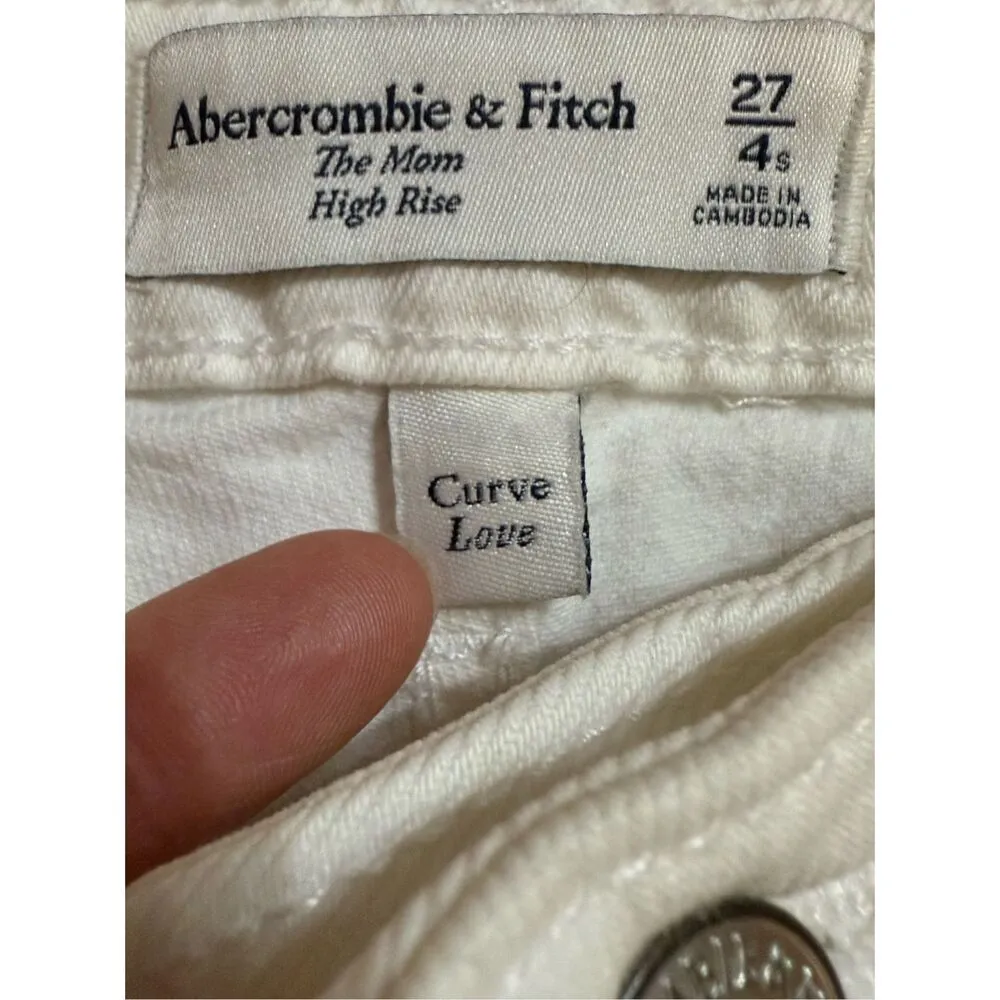 Abercrombie & Fitch
The Mom
High Rise
27
4s
MADE IN
CAMBODIA
Curve
Love